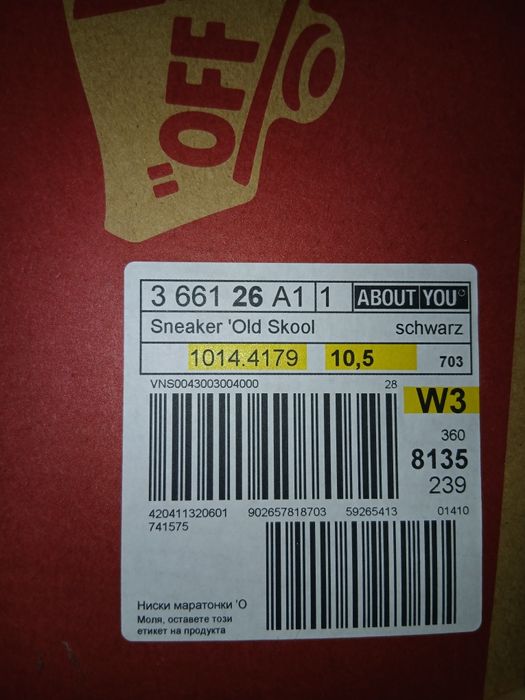 "OFF
3 661 26 A1 1 ABOUT YOU©
Sneaker 'Old Skool schwarz
1014.4179 10,5 703
VNS0043003004000 28
W3
360
8135
239
420411320601 902657818703 59265413 01410
741575
Ниски маратонки 'O
Моля, оставете този
етикет на продукта